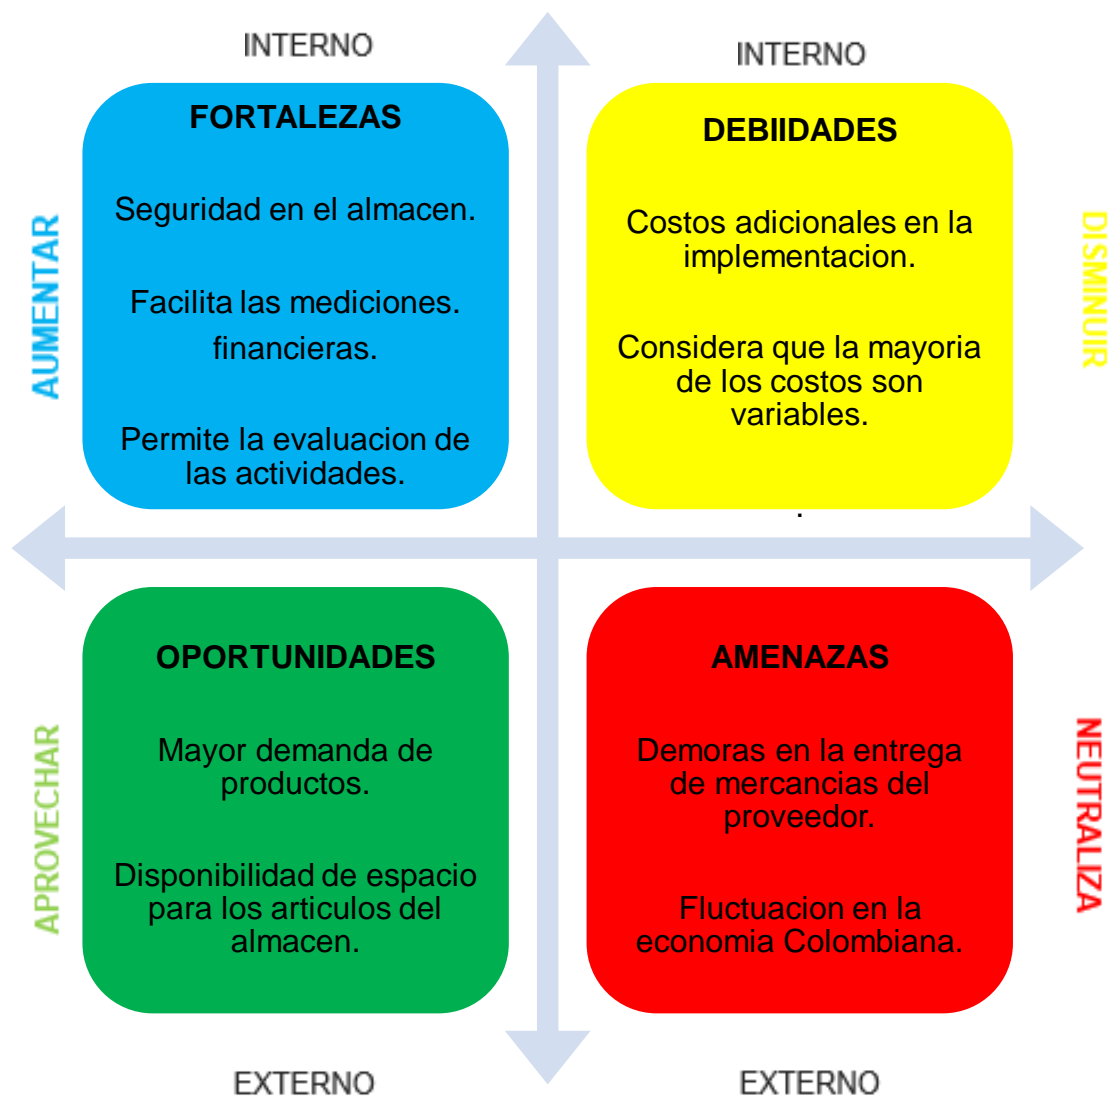 INTERNO
FORTALEZAS
Seguridad en el almacen.
Facilita las mediciones.
financieras.
Permite la evaluacion de
las actividades.
AUMENTAR
INTERNO
DEBIIDADES
Costos adicionales en la
implementacion.
Considera que la mayoria
de los costos son
variables.
.
DISMINUIR
OPORTUNIDADES
Mayor demanda de
productos.
Disponibilidad de espacio
para los articulos del
almacen.
APROVECHAR
EXTERNO
AMENAZAS
Demoras en la entrega
de mercancias del
proveedor.
Fluctuacion en la
economia Colombiana.
NEUTRALIZA
EXTERNO